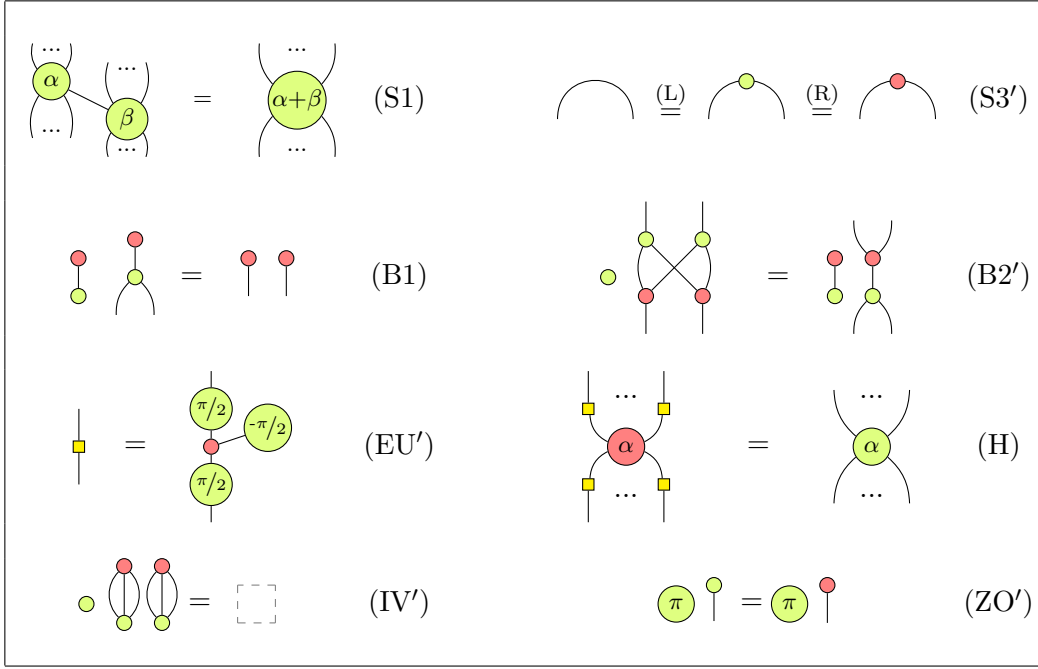 ... ...
α β = α+β (S1) (L) = (R) = (S3′)
... ... ...
= (B1) = (B2′)
π/2 -π/2 π/2 = (EU′) ... α ... = ... α ... (H)
= (IV′) π = π (ZO′)